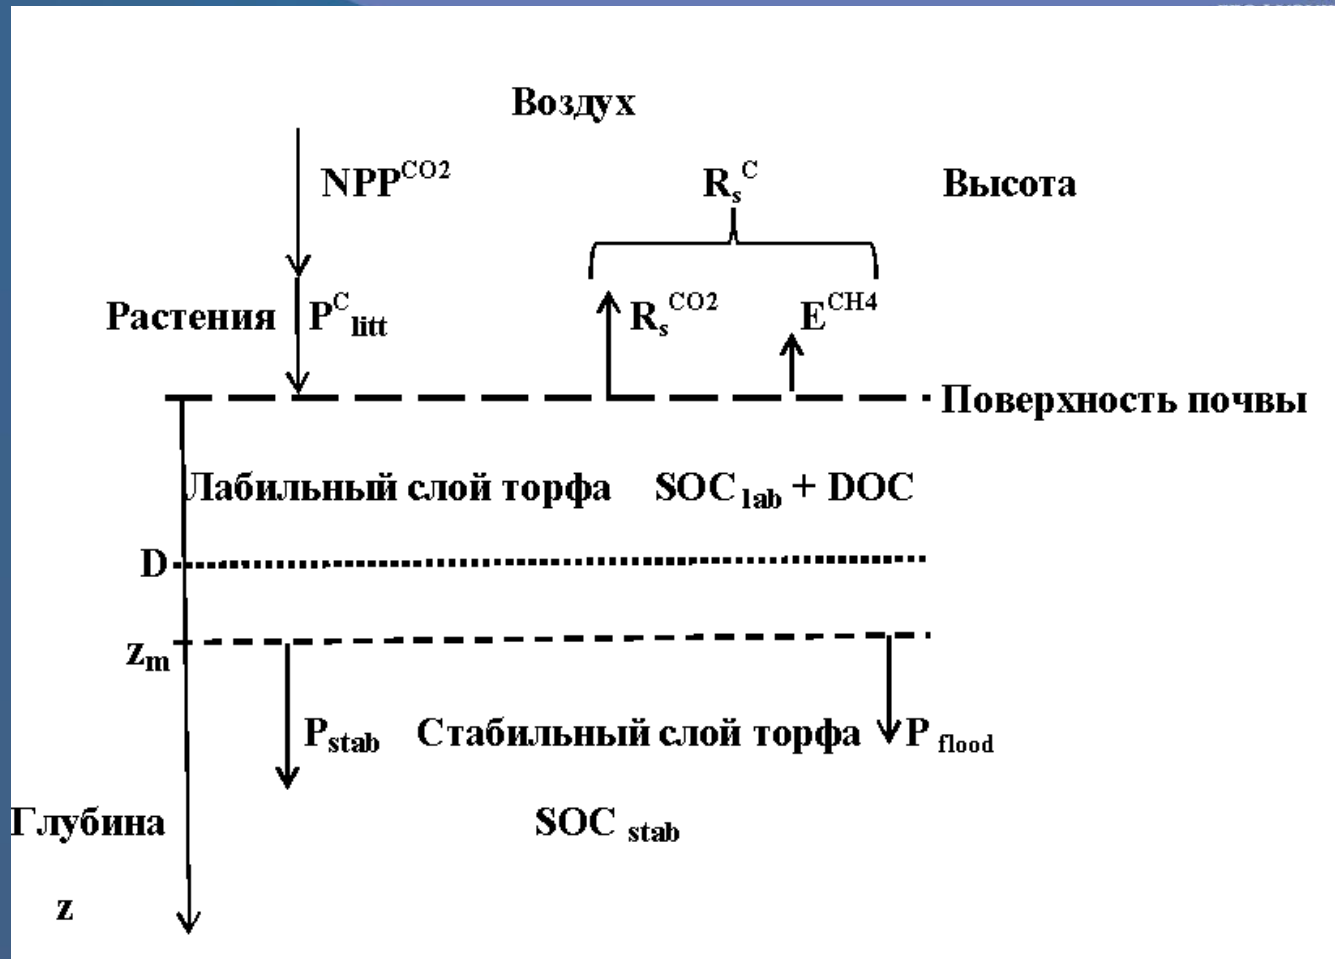 Воздух
NPP^CO2 R_s^C Высота
Растения P^C_litt R_s^CO2 E^CH4
Поверхность почвы
Лабильный слой торфа SOC_lab + DOC
D
z_m
P_stab Стабильный слой торфа P_flood
Глубина SOC_stab
z